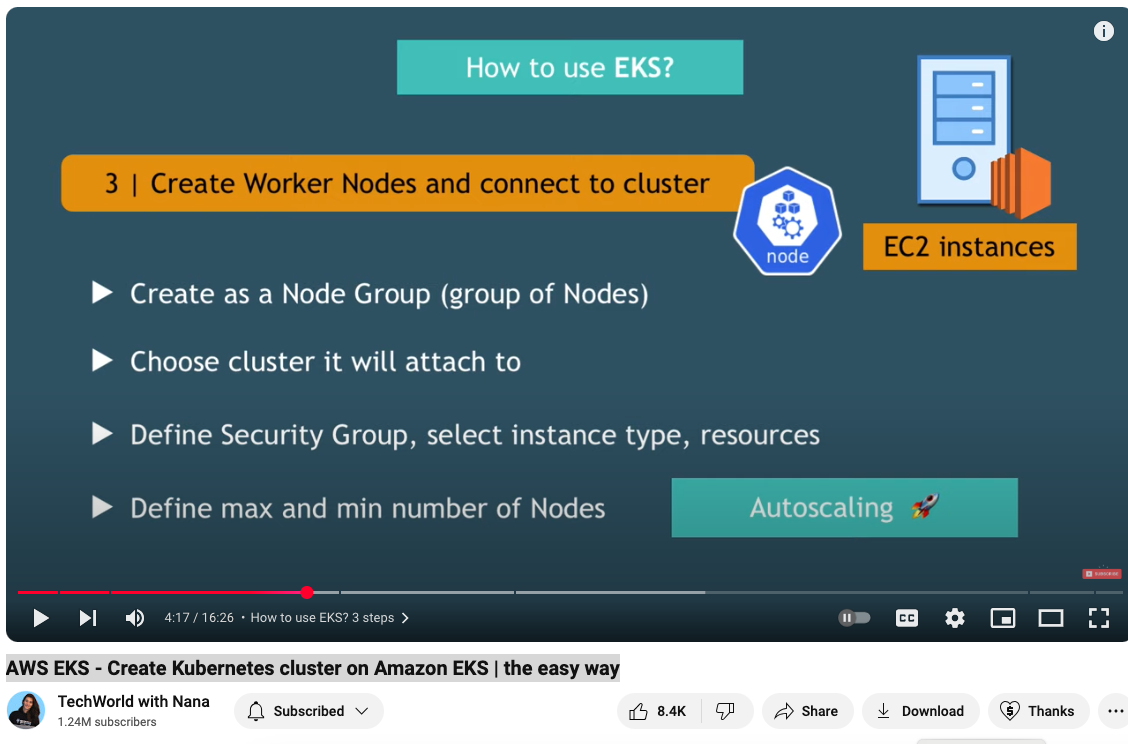 How to use EKS?
3 | Create Worker Nodes and connect to cluster
node
EC2 instances
Create as a Node Group (group of Nodes)
Choose cluster it will attach to
Define Security Group, select instance type, resources
Define max and min number of Nodes
Autoscaling 🚀
SUBSCRIBE
4:17 / 16:26 • How to use EKS? 3 steps
CC
AWS EKS - Create Kubernetes cluster on Amazon EKS | the easy way
TechWorld with Nana
1.24M subscribers
Subscribed
8.4K
Share
Download
Thanks